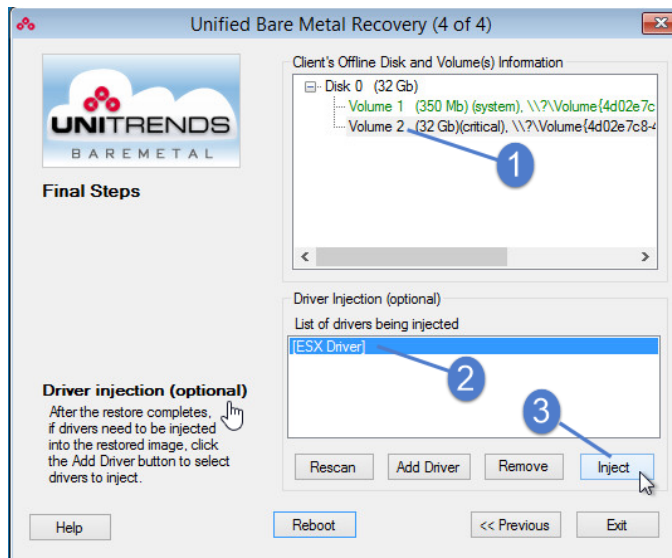 Unified Bare Metal Recovery (4 of 4)
UNITRENDS
BAREMETAL
Final Steps
Client's Offline Disk and Volume(s) Information
Disk 0 (32 Gb)
Volume 1 (350 Mb) (system), \\?\Volume{4d02e7c
Volume 2 (32 Gb)(critical), \\?\Volume{4d02e7c8-4
1
Driver Injection (optional)
List of drivers being injected
[ESX Driver]
2
3
Driver injection (optional)
After the restore completes,
if drivers need to be injected
into the restored image, click
the Add Driver button to select
drivers to inject.
Rescan Add Driver Remove Inject
Help Reboot << Previous Exit